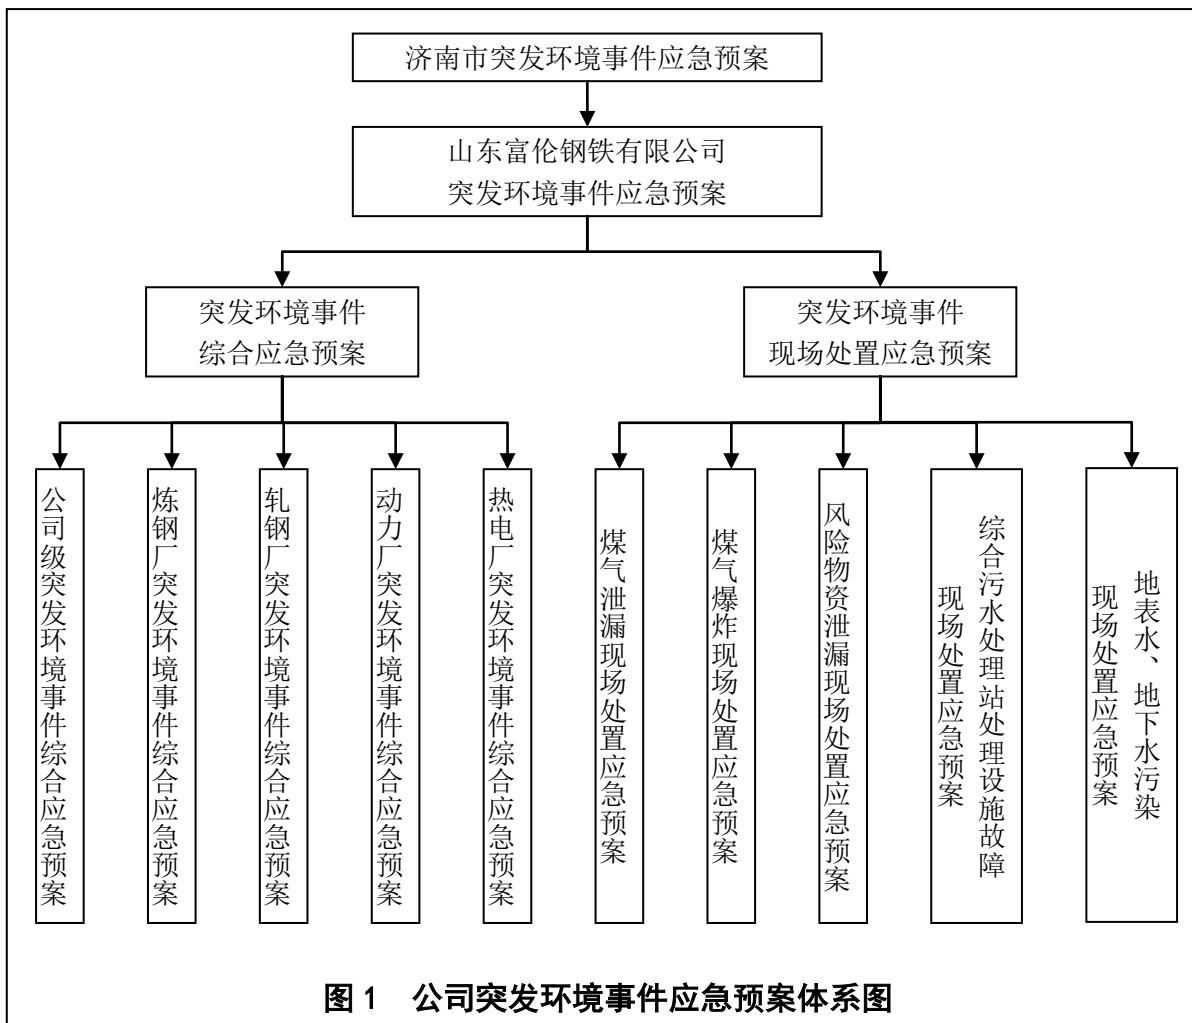 济南市突发环境事件应急预案
山东富伦钢铁有限公司
突发环境事件应急预案
突发环境事件
综合应急预案
突发环境事件
现场处置应急预案
公司级突发环境事件综合应急预案
炼钢厂突发环境事件综合应急预案
轧钢厂突发环境事件综合应急预案
动力厂突发环境事件综合应急预案
热电厂突发环境事件综合应急预案
煤气泄漏现场处置应急预案
煤气爆炸现场处置应急预案
风险物资泄漏现场处置应急预案
综合污水处理站处理设施故障
现场处置应急预案
地表水、地下水污染
现场处置应急预案
图 1 公司突发环境事件应急预案体系图